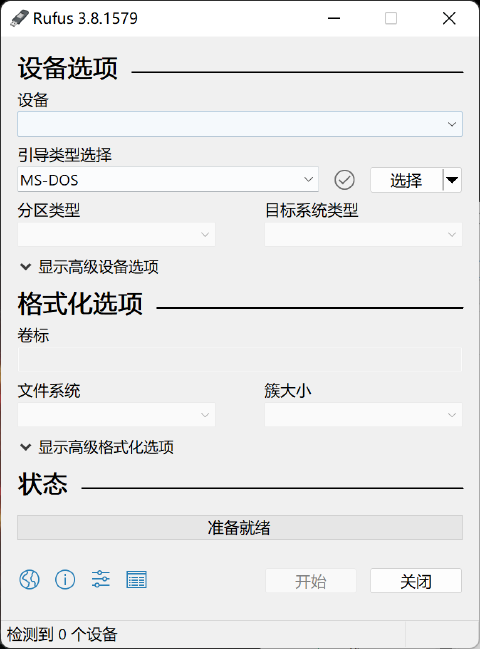 Rufus 3.8.1579
设备选项
设备
引导类型选择
MS-DOS
选择
分区类型 目标系统类型
显示高级设备选项
格式化选项
卷标
文件系统 簇大小
显示高级格式化选项
状态
准备就绪
开始 关闭
检测到 0 个设备